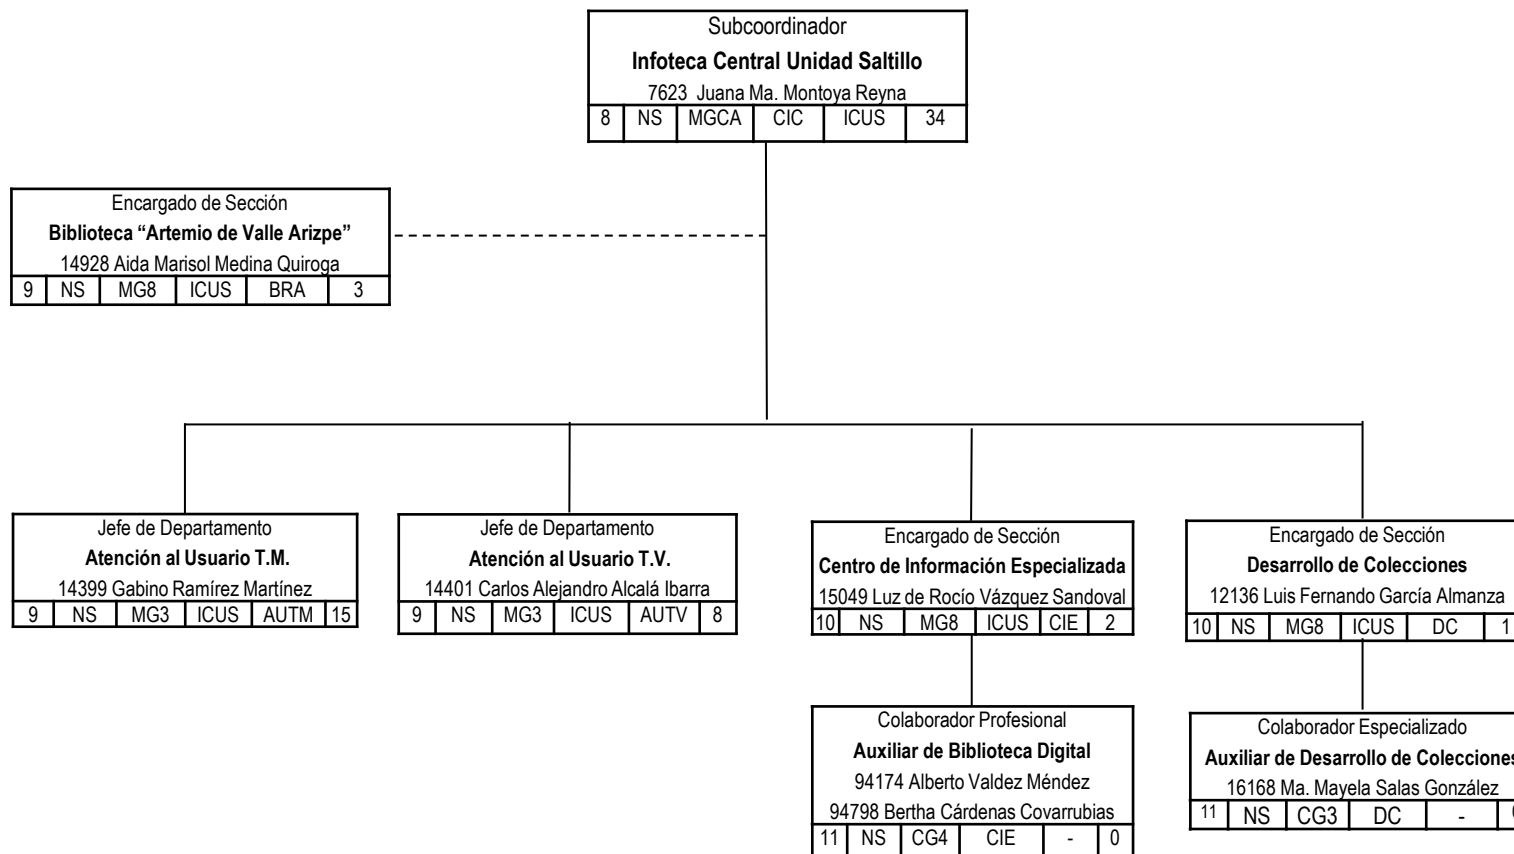 Subcoordinador
Infoteca Central Unidad Saltillo
7623 Juana Ma. Montoya Reyna
8 NS MGCA CIC ICUS 34
Encargado de Sección
Biblioteca “Artemio de Valle Arizpe”
14928 Aida Marisol Medina Quiroga
9 NS MG8 ICUS BRA 3
Jefe de Departamento
Atención al Usuario T.M.
14399 Gabino Ramírez Martínez
9 NS MG3 ICUS AUTM 15
Jefe de Departamento
Atención al Usuario T.V.
14401 Carlos Alejandro Alcalá Ibarra
9 NS MG3 ICUS AUTV 8
Encargado de Sección
Centro de Información Especializada
15049 Luz de Rocío Vázquez Sandoval
10 NS MG8 ICUS CIE 2
Encargado de Sección
Desarrollo de Colecciones
12136 Luis Fernando García Almanza
10 NS MG8 ICUS DC 1
Colaborador Profesional
Auxiliar de Biblioteca Digital
94174 Alberto Valdez Méndez
94798 Bertha Cárdenas Covarrubias
11 NS CG4 CIE - 0
Colaborador Especializado
Auxiliar de Desarrollo de Colecciones
16168 Ma. Mayela Salas González
11 NS CG3 DC -